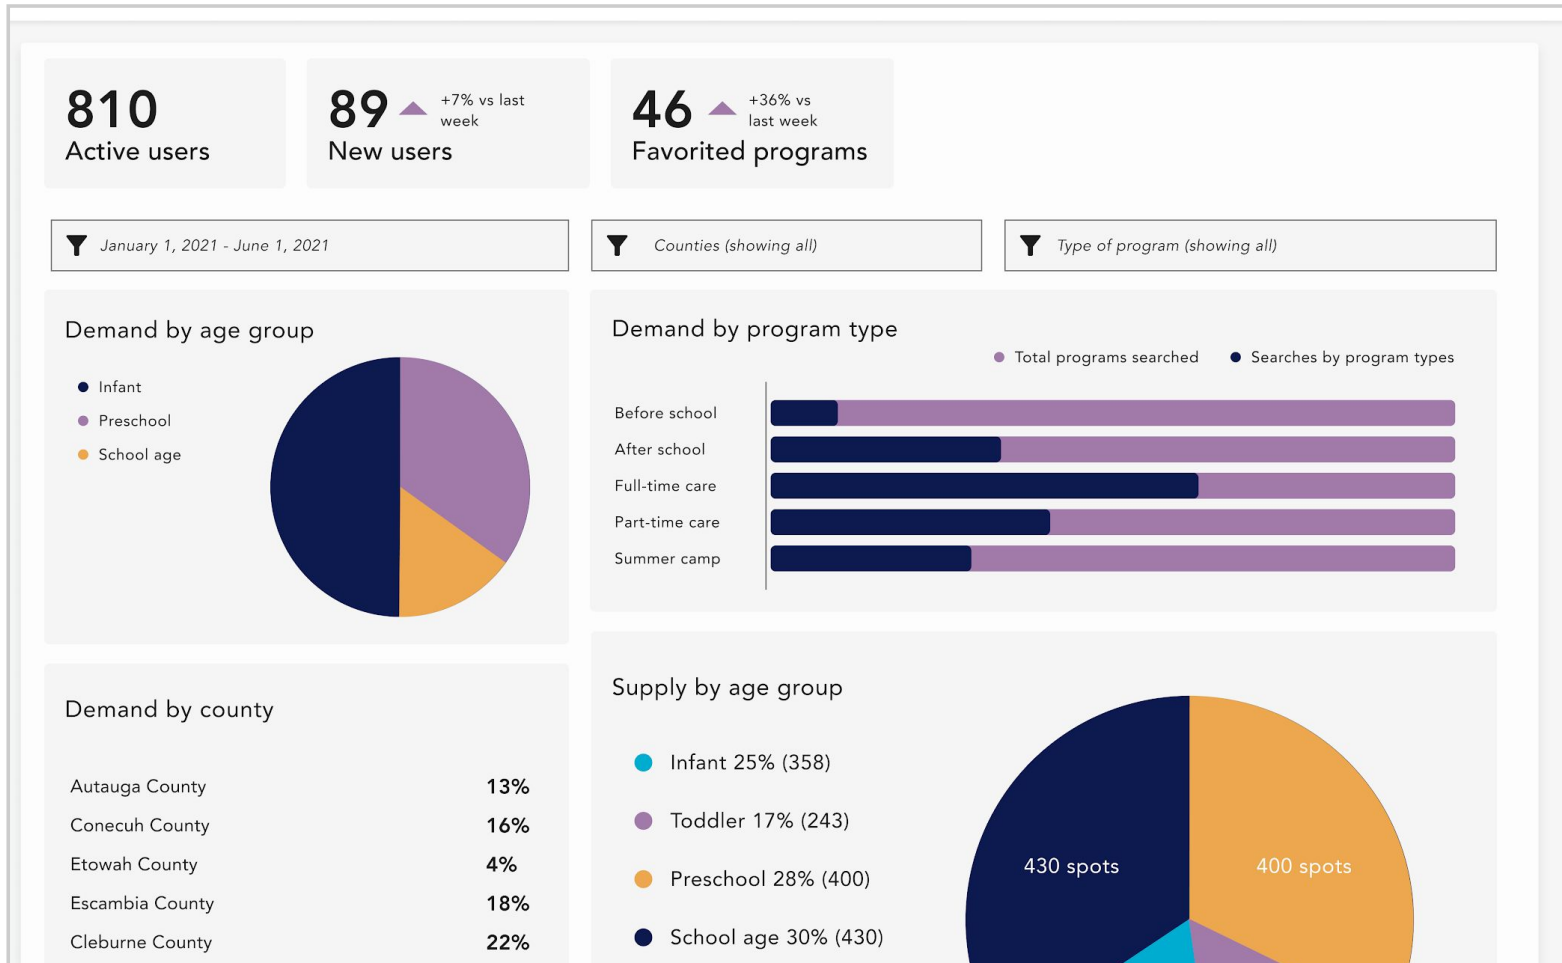 810
Active users
89
+7% vs last
week
New users
46
+36% vs
last week
Favorited programs
January 1, 2021 - June 1, 2021
Counties (showing all)
Type of program (showing all)
Demand by age group
Infant
Preschool
School age
Demand by program type
Total programs searched
Searches by program types
Before school
After school
Full-time care
Part-time care
Summer camp
Demand by county
Autauga County 13%
Conecuh County 16%
Etowah County 4%
Escambia County 18%
Cleburne County 22%
Supply by age group
Infant 25% (358)
Toddler 17% (243)
Preschool 28% (400)
School age 30% (430)
430 spots
400 spots